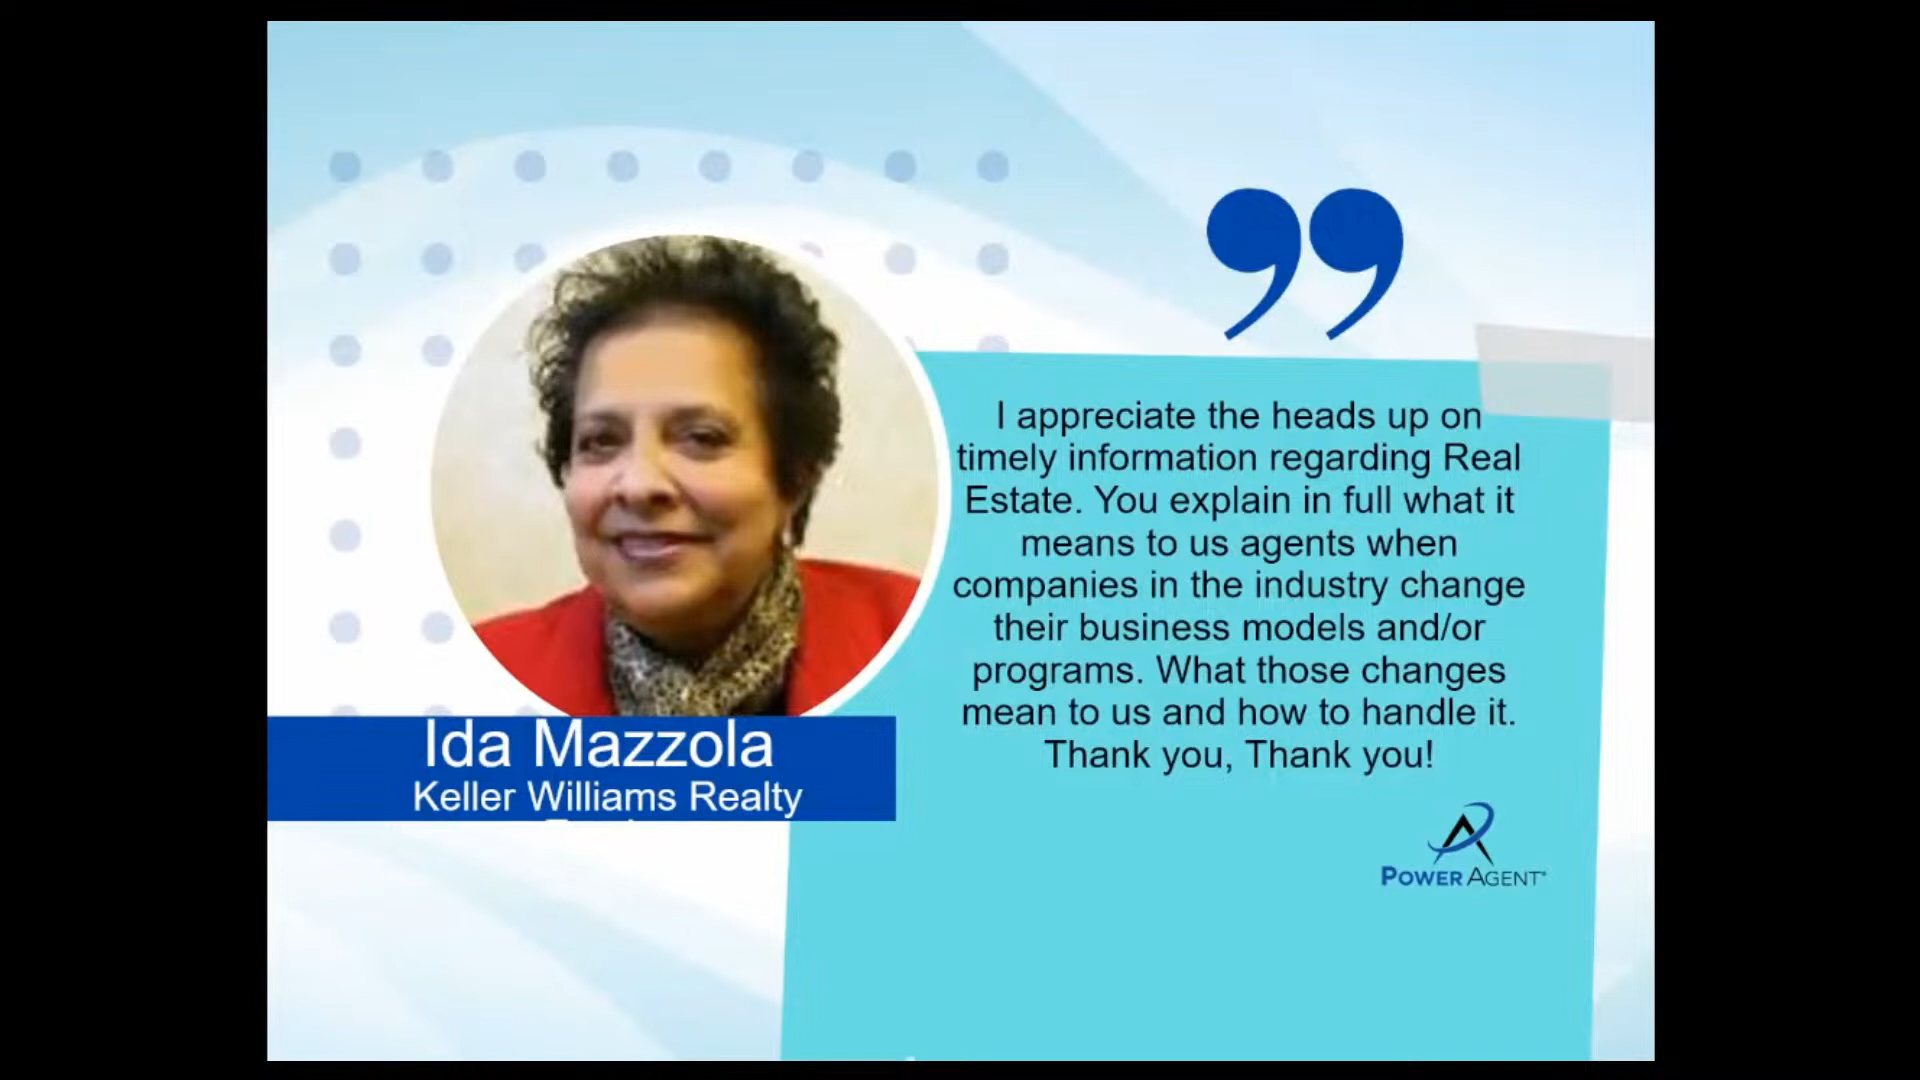 I appreciate the heads up on
timely information regarding Real
Estate. You explain in full what it
means to us agents when
companies in the industry change
their business models and/or
programs. What those changes
mean to us and how to handle it.
Thank you, Thank you!
Ida Mazzola
Keller Williams Realty
POWER AGENT